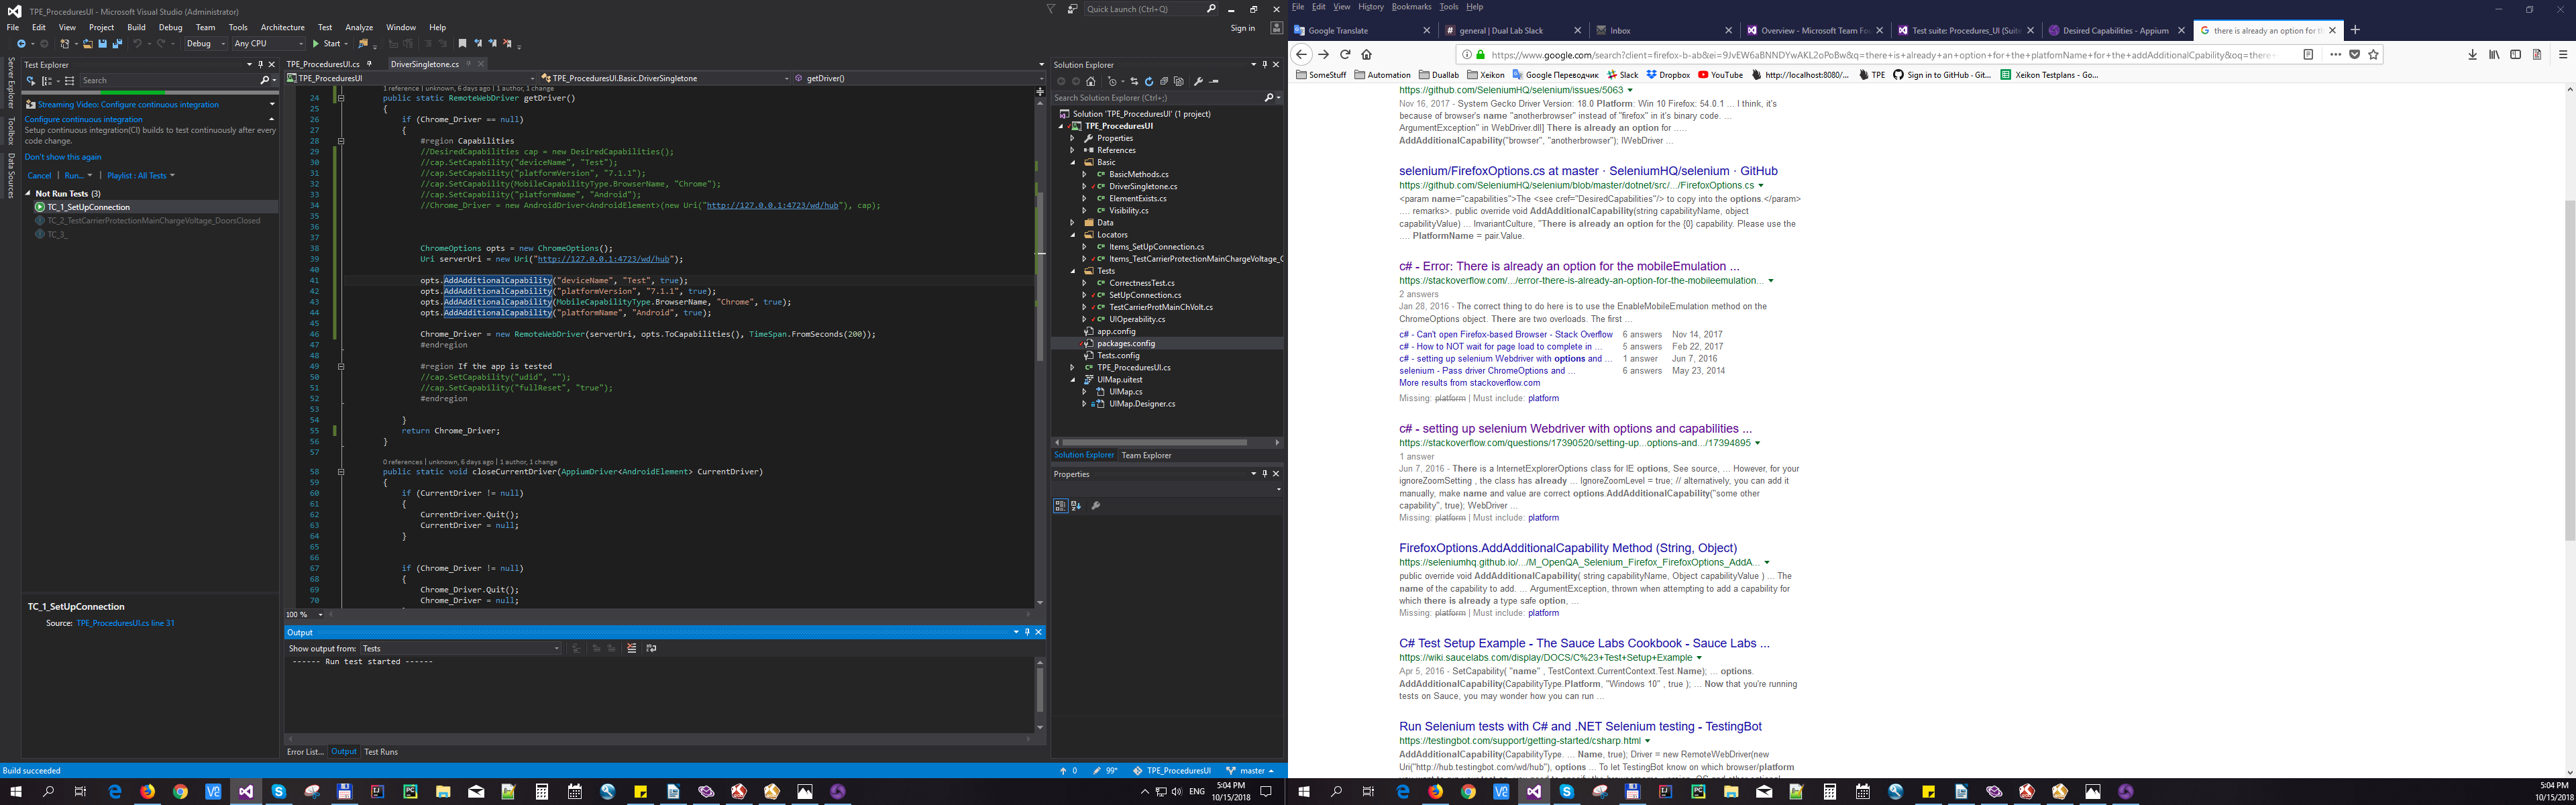 TPE_ProceduresUI - Microsoft Visual Studio (Administrator)
Quick Launch (Ctrl+Q)
File Edit View Project Build Debug Team Tools Architecture Test Analyze Window Help
Sign in
Debug Any CPU Start
Server Explorer
Toolbox
Data Sources
Test Explorer
Search
Streaming Video: Configure continuous integration
Configure continuous integration
Setup continuous integration(CI) builds to test continuously after every
code change.
Don't show this again
Cancel | Run... | Playlist : All Tests
Not Run Tests (3)
TC_1_SetUpConnection
TC_2_TestCarrierProtectionMainChargeVoltage_DoorsClosed
TC_3_
TC_1_SetUpConnection
Source: TPE_ProceduresUI.cs line 31
TPE_ProceduresUI.cs DriverSingletone.cs
TPE_ProceduresUI TPE_ProceduresUI.Basic.DriverSingletone getDriver()
1 reference | unknown, 6 days ago | 1 author, 1 change
24 public static RemoteWebDriver getDriver()
25 {
26 if (Chrome_Driver == null)
27 {
28 #region Capabilities
29 //DesiredCapabilities cap = new DesiredCapabilities();
30 //cap.SetCapability("deviceName", "Test");
31 //cap.SetCapability("platformVersion", "7.1.1");
32 //cap.SetCapability(MobileCapabilityType.BrowserName, "Chrome");
33 //cap.SetCapability("platformName", "Android");
34 //Chrome_Driver = new AndroidDriver<AndroidElement>(new Uri("http://127.0.0.1:4723/wd/hub"), cap);
35
36
37
38 ChromeOptions opts = new ChromeOptions();
39 Uri serverUri = new Uri("http://127.0.0.1:4723/wd/hub");
40
41 opts.AddAdditionalCapability("deviceName", "Test", true);
42 opts.AddAdditionalCapability("platformVersion", "7.1.1", true);
43 opts.AddAdditionalCapability(MobileCapabilityType.BrowserName, "Chrome", true);
44 opts.AddAdditionalCapability("platformName", "Android", true);
45
46 Chrome_Driver = new RemoteWebDriver(serverUri, opts.ToCapabilities(), TimeSpan.FromSeconds(200));
47 #endregion
48
49 #region If the app is tested
50 //cap.SetCapability("udid", "");
51 //cap.SetCapability("fullReset", "true");
52 #endregion
53
54 }
55 return Chrome_Driver;
56 }
57
0 references | unknown, 6 days ago | 1 author, 1 change
58 public static void closeCurrentDriver(AppiumDriver<AndroidElement> CurrentDriver)
59 {
60 if (CurrentDriver != null)
61 {
62 CurrentDriver.Quit();
63 CurrentDriver = null;
64 }
65
66
67 if (Chrome_Driver != null)
68 {
69 Chrome_Driver.Quit();
70 Chrome_Driver = null;
100 %
Output
Show output from: Tests
------ Run test started ------
Error List... Output Test Runs
Solution Explorer
Search Solution Explorer (Ctrl+;)
Solution 'TPE_ProceduresUI' (1 project)
TPE_ProceduresUI
Properties
References
Basic
BasicMethods.cs
DriverSingletone.cs
ElementExists.cs
Visibility.cs
Data
Locators
Items_SetUpConnection.cs
Items_TestCarrierProtectionMainChargeVoltage_C
Tests
CorrectnessTest.cs
SetUpConnection.cs
TestCarrierProtMainChVolt.cs
UIOperability.cs
app.config
packages.config
Tests.config
TPE_ProceduresUI.cs
UIMap.uitest
UIMap.cs
UIMap.Designer.cs
Solution Explorer Team Explorer
Properties
Build succeeded
0 99* TPE_ProceduresUI master
ENG 5:04 PM 10/15/2018
File Edit View History Bookmarks Tools Help
Google Translate
general | Dual Lab Slack
Inbox
Overview - Microsoft Team Fou
Test suite: Procedures_UI (Suite
Desired Capabilities - Appium
there is already an option for th
https://www.google.com/search?client=firefox-b-ab&ei=9JvEW6aBNNDYwAKL2oPoBw&q=there+is+already+an+option+for+the+platformName+for+the+addAdditionalCapability&oq=there+
SomeStuff Automation Duallab Xeikon Google Переводчик Slack Dropbox YouTube http://localhost:8080/... TPE Sign in to GitHub · Git... Xeikon Testplans - Go...
https://github.com/SeleniumHQ/selenium/issues/5063
Nov 16, 2017 - System Gecko Driver Version: 18.0 Platform: Win 10 Firefox: 54.0.1 ... I think, it's
because of browser's name "anotherbrowser" instead of "firefox" in it's binary code. ...
ArgumentException" in WebDriver.dll] There is already an option for .....
AddAdditionalCapability("browser", "anotherbrowser"); IWebDriver ...
selenium/FirefoxOptions.cs at master · SeleniumHQ/selenium · GitHub
https://github.com/SeleniumHQ/selenium/blob/master/dotnet/src/.../FirefoxOptions.cs
<param name="capabilities">The <see cref="DesiredCapabilities"/> to copy into the options.</param>
.... remarks>. public override void AddAdditionalCapability(string capabilityName, object
capabilityValue) ... InvariantCulture, "There is already an option for the {0} capability. Please use the
.... PlatformName = pair.Value.
c# - Error: There is already an option for the mobileEmulation ...
https://stackoverflow.com/.../error-there-is-already-an-option-for-the-mobileemulation...
2 answers
Jan 28, 2016 - The correct thing to do here is to use the EnableMobileEmulation method on the
ChromeOptions object. There are two overloads. The first ...
c# - Can't open Firefox-based Browser - Stack Overflow 6 answers Nov 14, 2017
c# - How to NOT wait for page load to complete in ... 5 answers Feb 22, 2017
c# - setting up selenium Webdriver with options and ... 1 answer Jun 7, 2016
selenium - Pass driver ChromeOptions and ... 6 answers May 23, 2014
More results from stackoverflow.com
Missing: platform | Must include: platform
c# - setting up selenium Webdriver with options and capabilities ...
https://stackoverflow.com/questions/17390520/setting-up...options-and.../17394895
1 answer
Jun 7, 2016 - There is a InternetExplorerOptions class for IE options, See source, ... However, for your
ignoreZoomSetting , the class has already ... IgnoreZoomLevel = true; // alternatively, you can add it
manually, make name and value are correct options.AddAdditionalCapability("some other
capability", true); WebDriver ...
Missing: platform | Must include: platform
FirefoxOptions.AddAdditionalCapability Method (String, Object)
https://seleniumhq.github.io/.../M_OpenQA_Selenium_Firefox_FirefoxOptions_AddA...
public override void AddAdditionalCapability( string capabilityName, Object capabilityValue ) ... The
name of the capability to add. ... ArgumentException, thrown when attempting to add a capability for
which there is already a type safe option, ...
Missing: platform | Must include: platform
C# Test Setup Example - The Sauce Labs Cookbook - Sauce Labs ...
https://wiki.saucelabs.com/display/DOCS/C%23+Test+Setup+Example
Apr 5, 2016 - SetCapability( "name" , TestContext.CurrentContext.Test.Name); ... options.
AddAdditionalCapability(CapabilityType.Platform, "Windows 10" , true ); ... Now that you're running
tests on Sauce, you may wonder how you can run ...
Run Selenium tests with C# and .NET Selenium testing - TestingBot
https://testingbot.com/support/getting-started/csharp.html
AddAdditionalCapability(CapabilityType. ... Name, true); Driver = new RemoteWebDriver(new
Uri("http://hub.testingbot.com/wd/hub"), options ... To let TestingBot know on which browser/platform
5:04 PM 10/15/2018